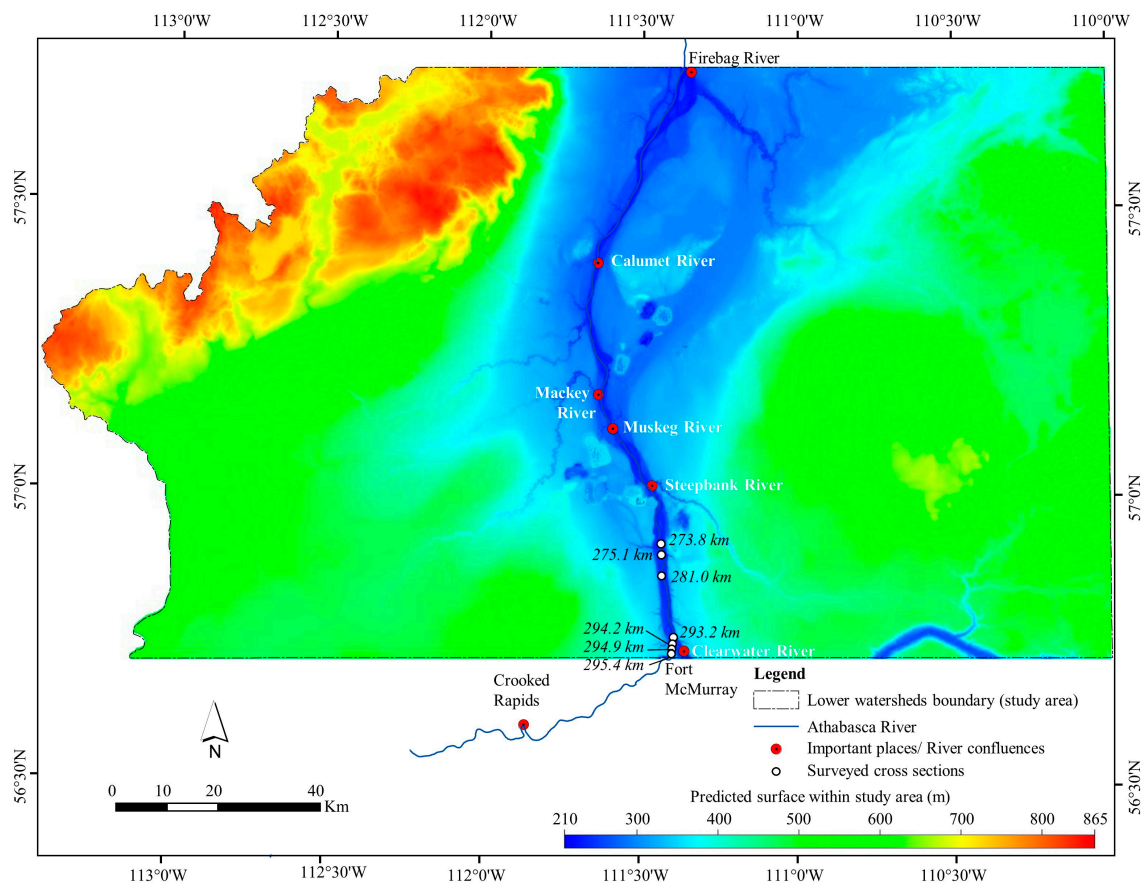 113°0'W
112°30'W
112°0'W
111°30'W
111°0'W
110°30'W
110°0'W
Firebag River
57°30'N
57°30'N
Calumet River
Mackey
River
Muskeg River
Steepbank River
57°0'N
57°0'N
273.8 km
275.1 km
281.0 km
294.2 km
293.2 km
294.9 km
Clearwater River
295.4 km
Fort
McMurray
Crooked
Rapids
Legend
Lower watersheds boundary (study area)
Athabasca River
Important places/ River confluences
Surveyed cross sections
N
56°30'N
56°30'N
0 10 20 40
Km
Predicted surface within study area (m)
210 300 400 500 600 700 800 865
113°0'W
112°30'W
112°0'W
111°30'W
111°0'W
110°30'W